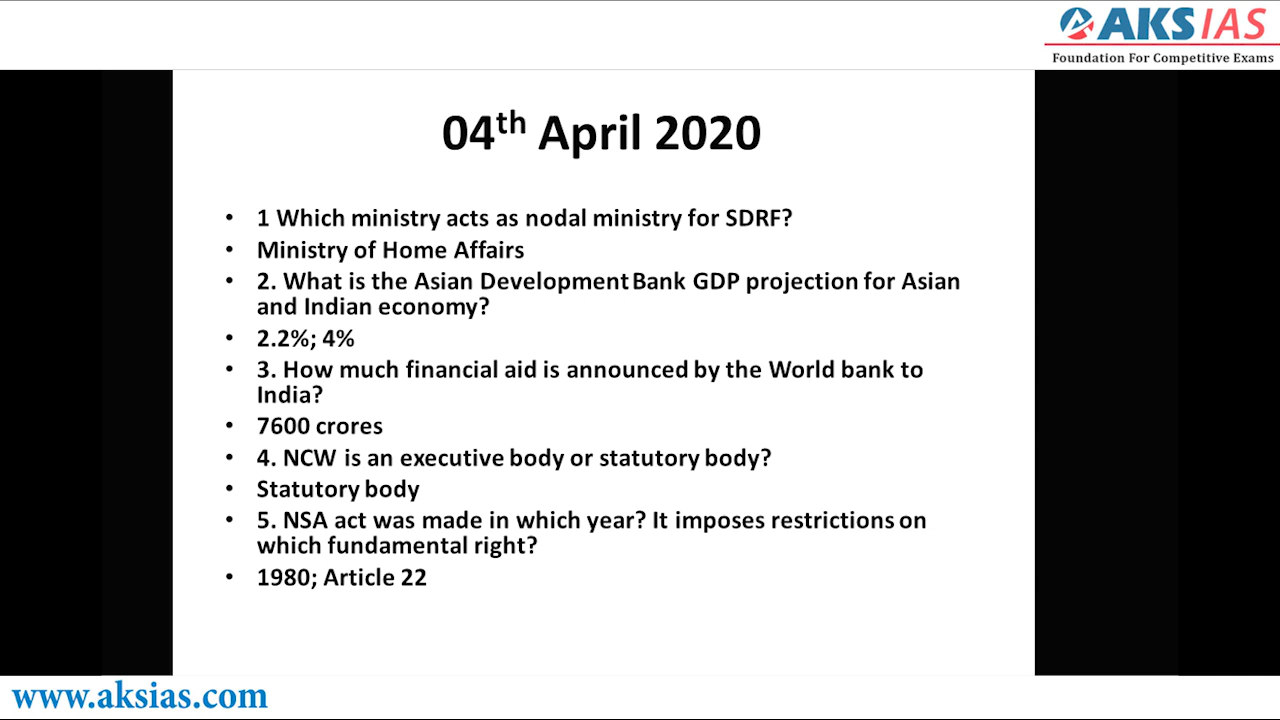 AKS IAS
Foundation For Competitive Exams
04th April 2020
• 1 Which ministry acts as nodal ministry for SDRF?
• Ministry of Home Affairs
• 2. What is the Asian Development Bank GDP projection for Asian
and Indian economy?
• 2.2%; 4%
• 3. How much financial aid is announced by the World bank to
India?
• 7600 crores
• 4. NCW is an executive body or statutory body?
• Statutory body
• 5. NSA act was made in which year? It imposes restrictions on
which fundamental right?
• 1980; Article 22
www.aksias.com